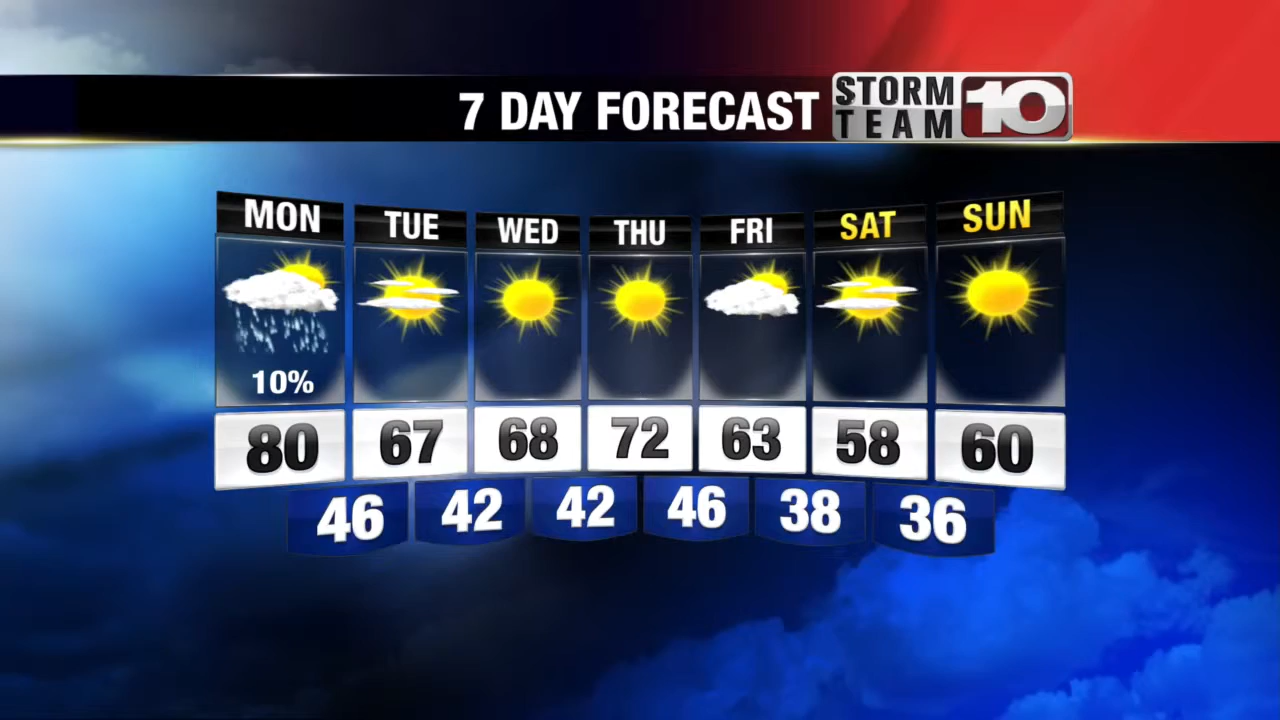 7 DAY FORECAST STORM TEAM 10
MON TUE WED THU FRI SAT SUN
10%
80 67 68 72 63 58 60
46 42 42 46 38 36